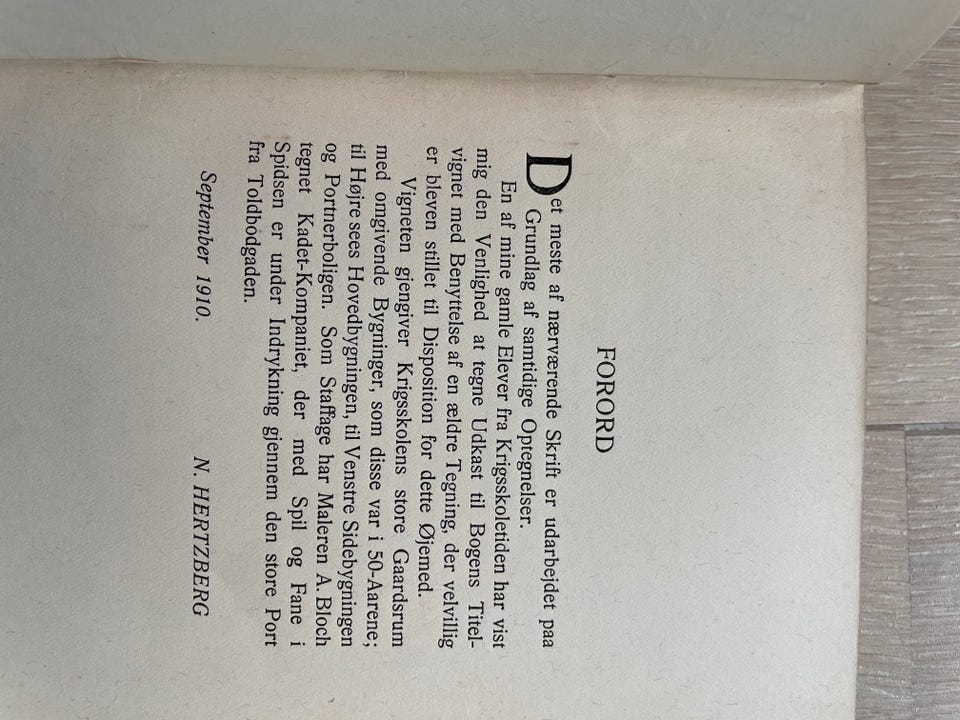 FORORD
Det meste af nærværende Skrift er udarbejdet paa
Grundlag af samtidige Optegnelser.
En af mine gamle Elever fra Krigsskoletiden har vist
mig den Venlighed at tegne Udkast til Bogens Titel-
vignet med Benyttelse af en ældre Tegning, der velvillig
er bleven stillet til Disposition for dette Øjemed.
Vigneten gjengiver Krigsskolens store Gaardsrum
med omgivende Bygninger, som disse var i 50-Aarene;
til Højre sees Hovedbygningen, til Venstre Sidebygningen
og Portnerboligen. Som Staffage har Maleren A. Bloch
tegnet Kadet-Kompaniet, der med Spil og Fane i
Spidsen er under Indrykning gjennem den store Port
fra Toldbodgaden.
September 1910. N. HERTZBERG